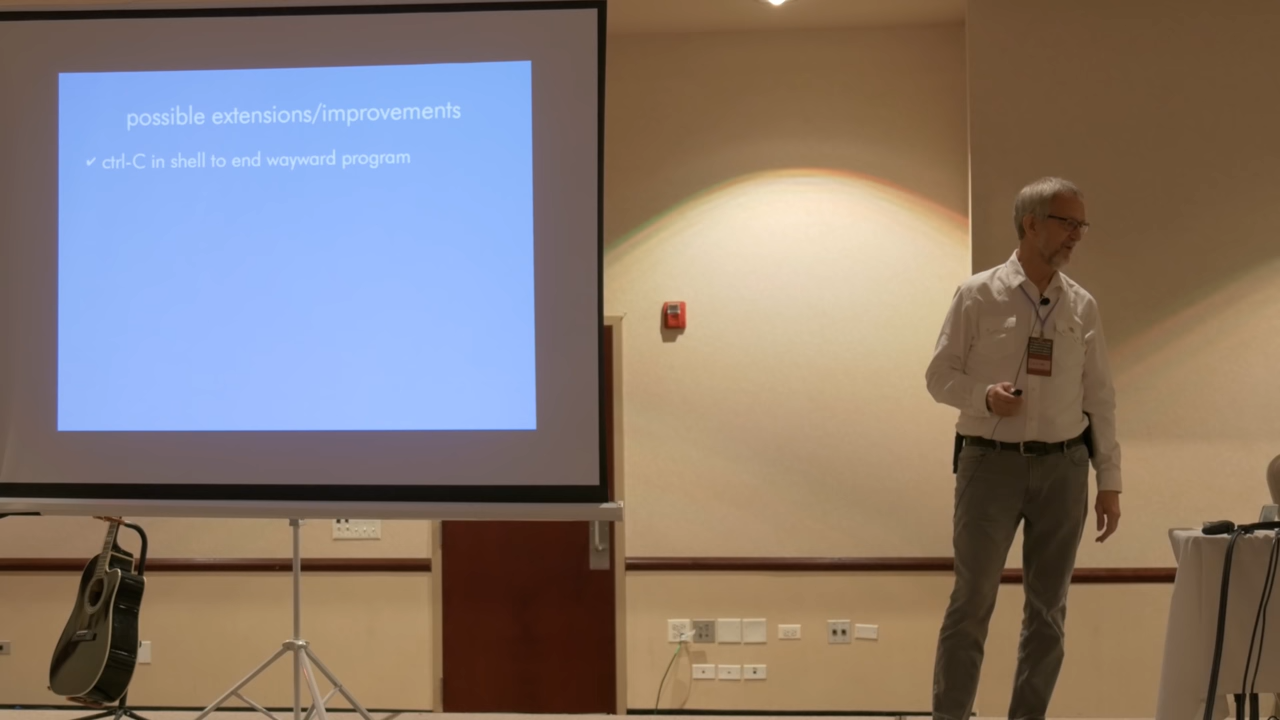 possible extensions/improvements
✔ ctrl-C in shell to end wayward program